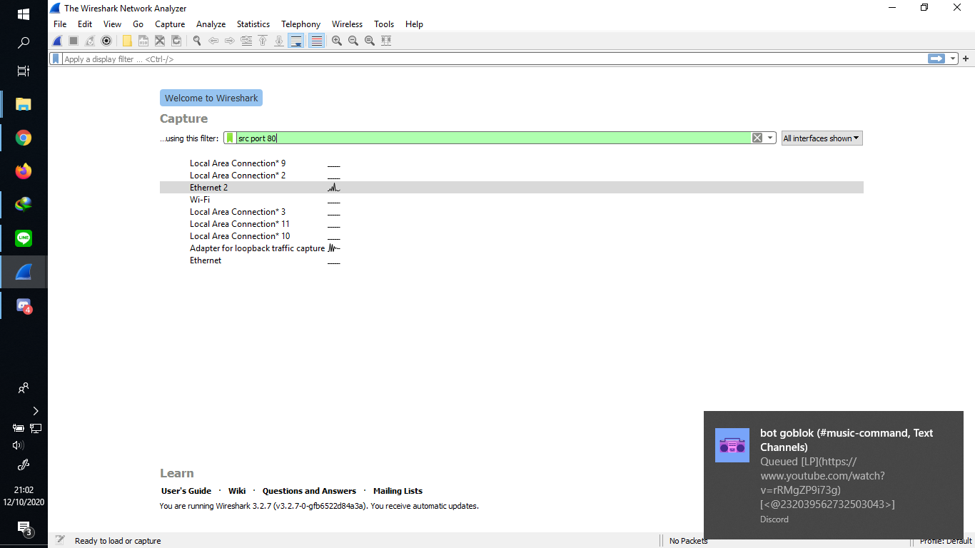 The Wireshark Network Analyzer
File Edit View Go Capture Analyze Statistics Telephony Wireless Tools Help
Apply a display filter ... <Ctrl-/>
Welcome to Wireshark
Capture
...using this filter: src port 80 All interfaces shown
Local Area Connection* 9
Local Area Connection* 2
Ethernet 2
Wi-Fi
Local Area Connection* 3
Local Area Connection* 11
Local Area Connection* 10
Adapter for loopback traffic capture
Ethernet
bot goblok (#music-command, Text
Channels)
Queued [LP](https://
www.youtube.com/watch?
v=rRMgZP9i73g)
[<@232039562732503043>]
Discord
Learn
User's Guide · Wiki · Questions and Answers · Mailing Lists
You are running Wireshark 3.2.7 (v3.2.7-0-gfb6522d84a3a). You receive automatic updates.
Ready to load or capture No Packets Profile: Default
LINE
4
21:02
12/10/2020
3